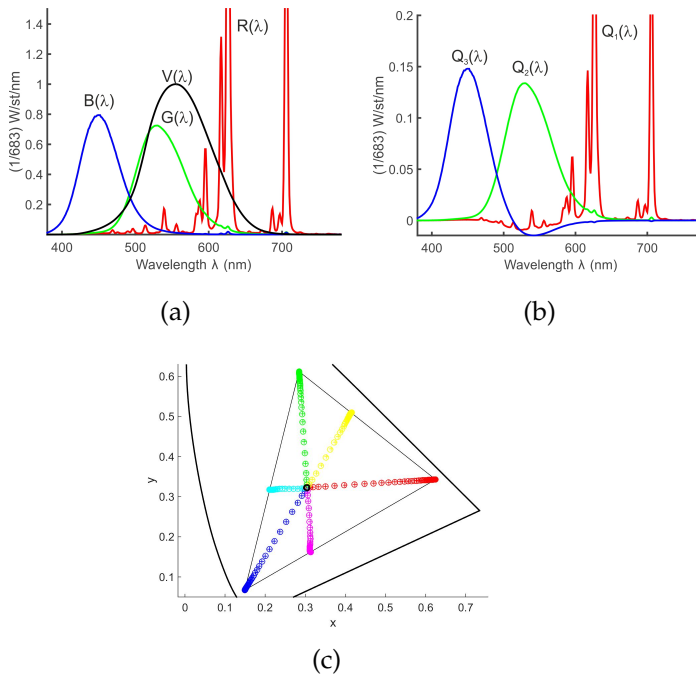 (1/683) W/st/nm
1.4
1.2
1
0.8
0.6
0.4
0.2
B(λ)
V(λ)
G(λ)
R(λ)
400 500 600 700
Wavelength λ (nm)
(a)
(1/683) W/st/nm
0.2
0.15
0.1
0.05
0
Q3(λ)
Q2(λ)
Q1(λ)
400 500 600 700
Wavelength λ (nm)
(b)
y
0.6
0.5
0.4
0.3
0.2
0.1
0 0.1 0.2 0.3 0.4 0.5 0.6 0.7
x
(c)